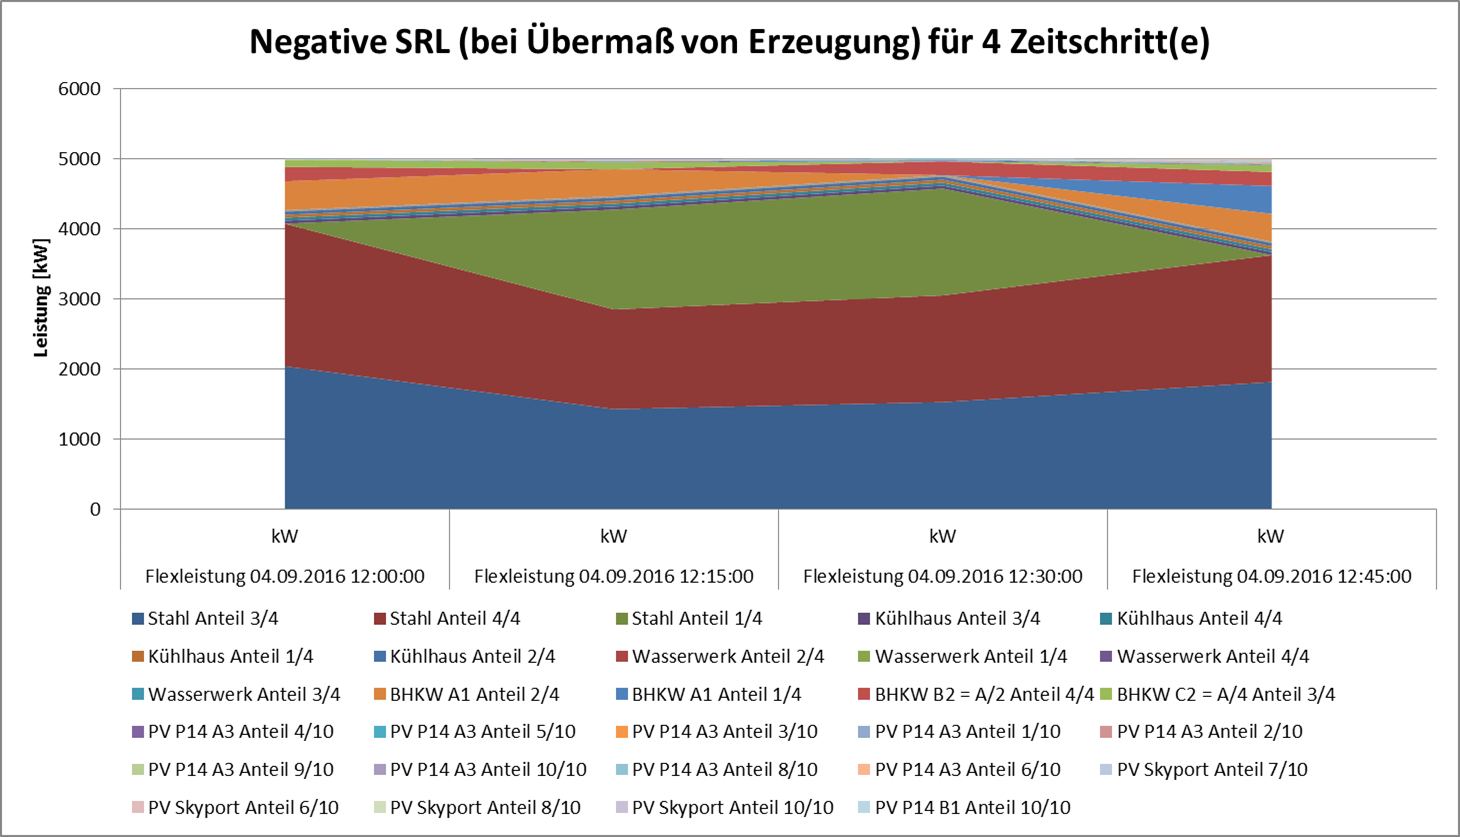 Negative SRL (bei Übermaß von Erzeugung) für 4 Zeitschritt(e)
6000
5000
4000
3000
2000
1000
0
Leistung [kW]
kW kW kW kW
Flexleistung 04.09.2016 12:00:00 Flexleistung 04.09.2016 12:15:00 Flexleistung 04.09.2016 12:30:00 Flexleistung 04.09.2016 12:45:00
Stahl Anteil 3/4 Stahl Anteil 4/4 Stahl Anteil 1/4 Kühlhaus Anteil 3/4 Kühlhaus Anteil 4/4
Kühlhaus Anteil 1/4 Kühlhaus Anteil 2/4 Wasserwerk Anteil 2/4 Wasserwerk Anteil 1/4 Wasserwerk Anteil 4/4
Wasserwerk Anteil 3/4 BHKW A1 Anteil 2/4 BHKW A1 Anteil 1/4 BHKW B2 = A/2 Anteil 4/4 BHKW C2 = A/4 Anteil 3/4
PV P14 A3 Anteil 4/10 PV P14 A3 Anteil 5/10 PV P14 A3 Anteil 3/10 PV P14 A3 Anteil 1/10 PV P14 A3 Anteil 2/10
PV P14 A3 Anteil 9/10 PV P14 A3 Anteil 10/10 PV P14 A3 Anteil 8/10 PV P14 A3 Anteil 6/10 PV Skyport Anteil 7/10
PV Skyport Anteil 6/10 PV Skyport Anteil 8/10 PV Skyport Anteil 10/10 PV P14 B1 Anteil 10/10